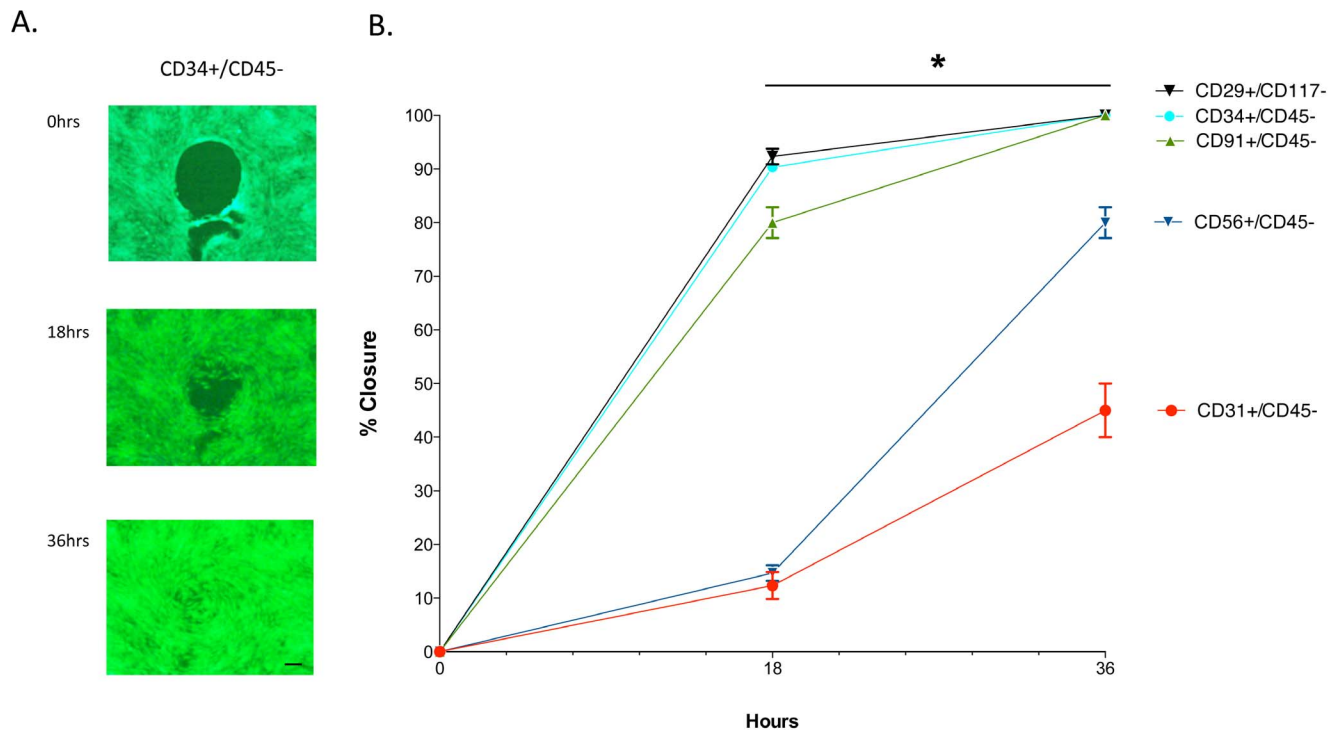 A.
CD34+/CD45-
0hrs
18hrs
36hrs
B.
*
CD29+/CD117-
CD34+/CD45-
CD91+/CD45-
CD56+/CD45-
CD31+/CD45-
% Closure
100
90
80
70
60
50
40
30
20
10
0
0
18
36
Hours